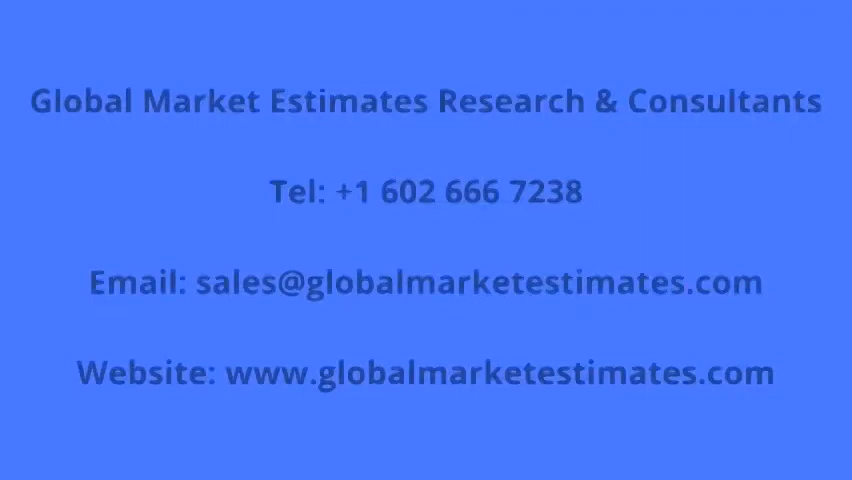 Global Market Estimates Research & Consultants
Tel: +1 602 666 7238
Email: sales@globalmarketestimates.com
Website: www.globalmarketestimates.com